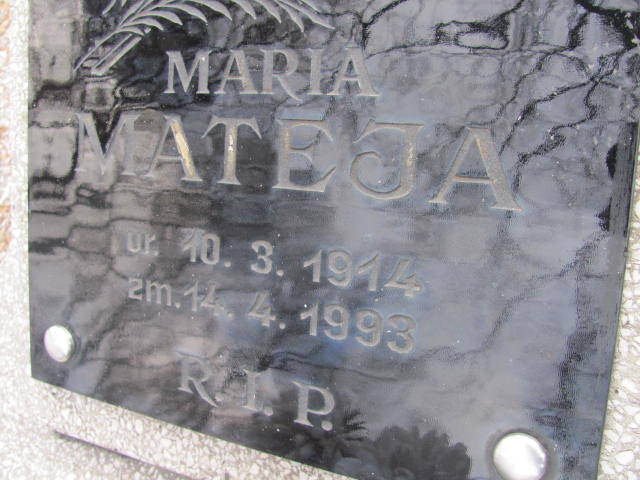 MARIA
MATEJA
ur. 10. 3. 1914
zm. 14. 4. 1993
R. I. P.